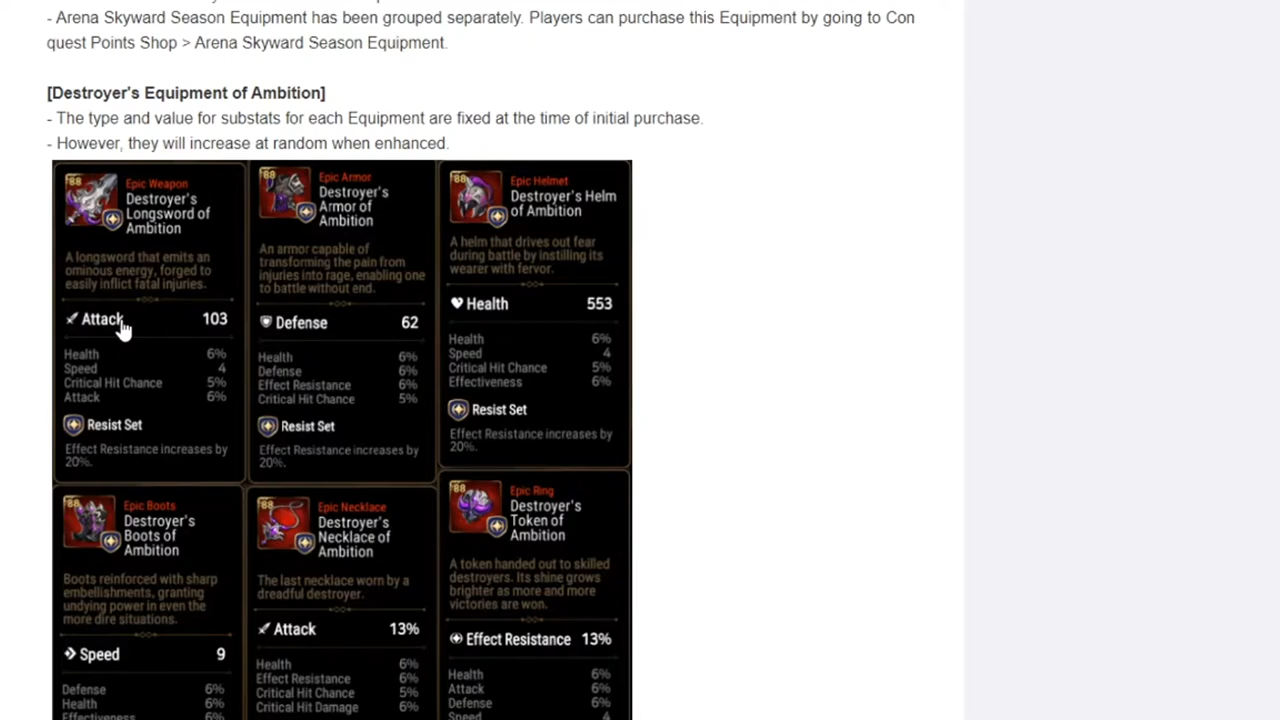 - Arena Skyward Season Equipment has been grouped separately. Players can purchase this Equipment by going to Con
quest Points Shop > Arena Skyward Season Equipment.
[Destroyer's Equipment of Ambition]
- The type and value for substats for each Equipment are fixed at the time of initial purchase.
- However, they will increase at random when enhanced.
88
Epic Weapon
Destroyer's
Longsword of
Ambition
A longsword that emits an
ominous energy, forged to
easily inflict fatal injuries.
Attack 103
Health 6%
Speed 4
Critical Hit Chance 5%
Attack 6%
Resist Set
Effect Resistance increases by
20%.
88
Epic Armor
Destroyer's
Armor of
Ambition
An armor capable of
transforming the pain from
injuries into rage, enabling one
to battle without end.
Defense 62
Health 6%
Defense 6%
Effect Resistance 6%
Critical Hit Chance 5%
Resist Set
Effect Resistance increases by
20%.
88
Epic Helmet
Destroyer's Helm
of Ambition
A helm that drives out fear
during battle by instilling its
wearer with fervor.
Health 553
Health 6%
Speed 4
Critical Hit Chance 5%
Effectiveness 6%
Resist Set
Effect Resistance increases by
20%.
88
Epic Boots
Destroyer's
Boots of
Ambition
Boots reinforced with sharp
embellishments, granting
undying power in even the
more dire situations.
Speed 9
Defense 6%
Health 6%
Effectiveness 6%
88
Epic Necklace
Destroyer's
Necklace of
Ambition
The last necklace worn by a
dreadful destroyer.
Attack 13%
Health 6%
Effect Resistance 6%
Critical Hit Chance 5%
Critical Hit Damage 6%
88
Epic Ring
Destroyer's
Token of
Ambition
A token handed out to skilled
destroyers. Its shine grows
brighter as more and more
victories are won.
Effect Resistance 13%
Health 6%
Attack 6%
Defense 6%
Speed 4